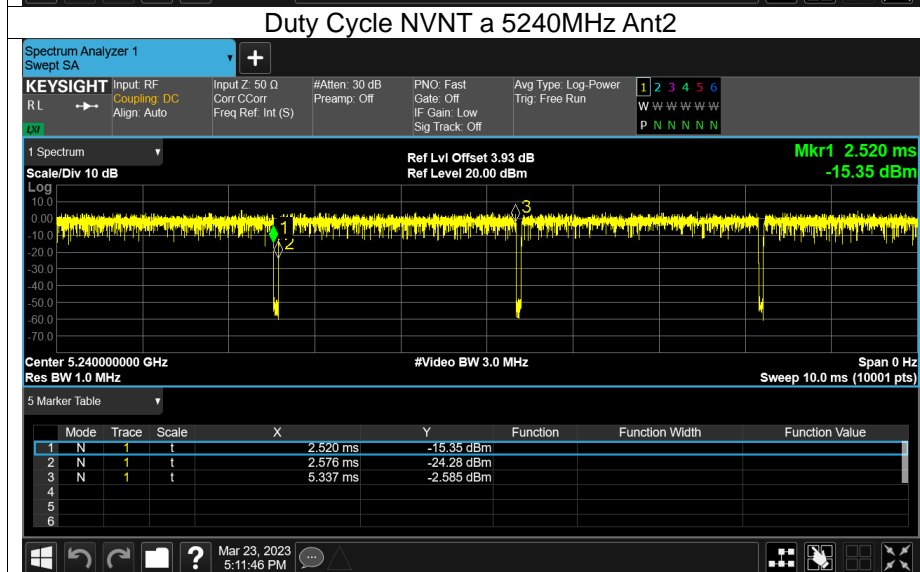 Duty Cycle NVNT a 5240MHz Ant2
Spectrum Analyzer 1
Swept SA
+
KEYSIGHT Input: RF Input Z: 50 Ω #Atten: 30 dB PNO: Fast Avg Type: Log-Power 1 2 3 4 5 6
RL Coupling: DC Corr CCorr Preamp: Off Gate: Off Trig: Free Run W W W W W W
Align: Auto Freq Ref: Int (S) IF Gain: Low
LXI Sig Track: Off P N N N N N
1 Spectrum Ref Lvl Offset 3.93 dB Mkr1 2.520 ms
Scale/Div 10 dB Ref Level 20.00 dBm -15.35 dBm
Log
10.0
0.00
-10.0
-20.0
-30.0
-40.0
-50.0
-60.0
-70.0
1
2
3
Center 5.240000000 GHz #Video BW 3.0 MHz Span 0 Hz
Res BW 1.0 MHz Sweep 10.0 ms (10001 pts)
5 Marker Table
Mode Trace Scale X Y Function Function Width Function Value
1 N 1 t 2.520 ms -15.35 dBm
2 N 1 t 2.576 ms -24.28 dBm
3 N 1 t 5.337 ms -2.585 dBm
4
5
6
? Mar 23, 2023
5:11:46 PM